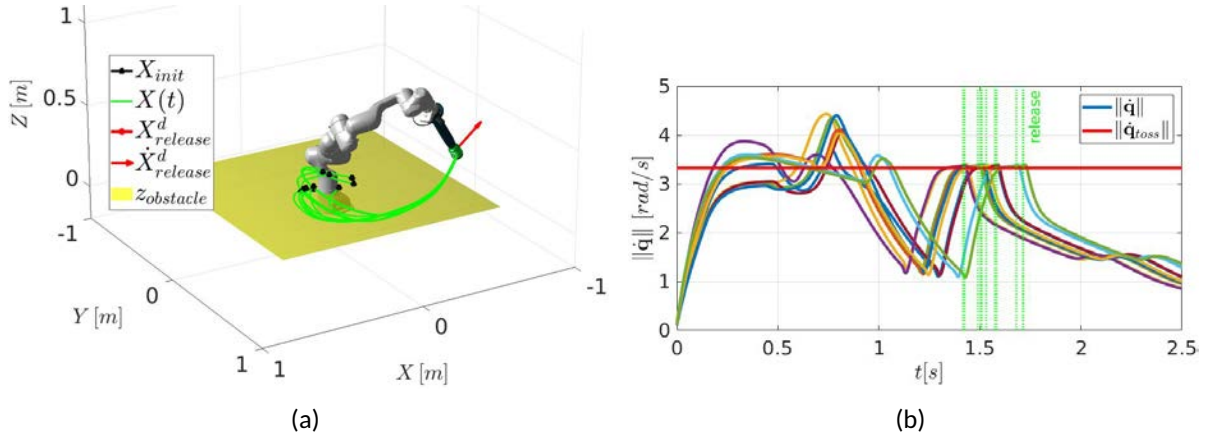 1
0.5
0
-1
Z [m]
X_init
X(t)
X^d_release
Ẋ^d_release
z_obstacle
0
Y [m]
1
1
0
-1
X [m]
(a)
5
4
3
2
1
0
‖q̇‖ [rad/s]
release
‖q̇‖
‖q̇_toss‖
0 0.5 1 1.5 2 2.5
t[s]
(b)